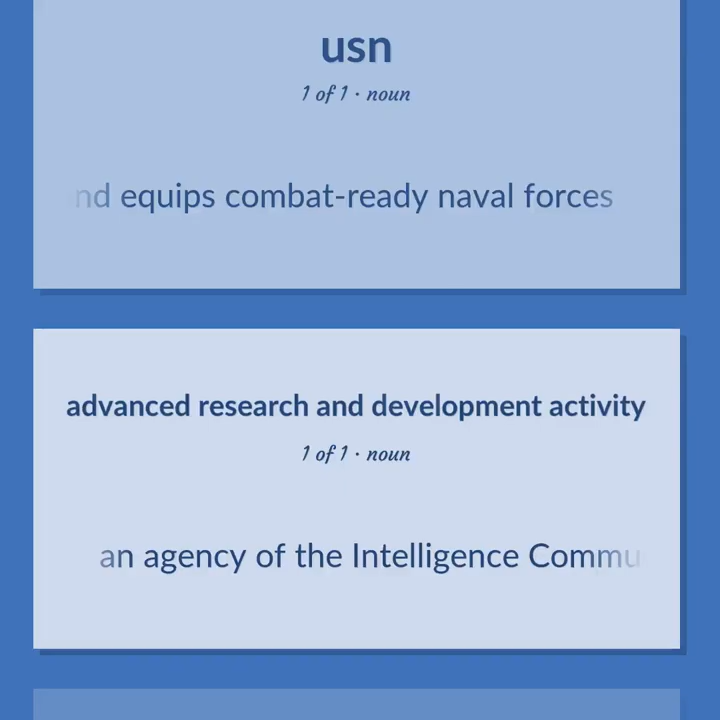 usn
1 of 1 · noun
nd equips combat-ready naval forces
advanced research and development activity
1 of 1 · noun
an agency of the Intelligence Commu